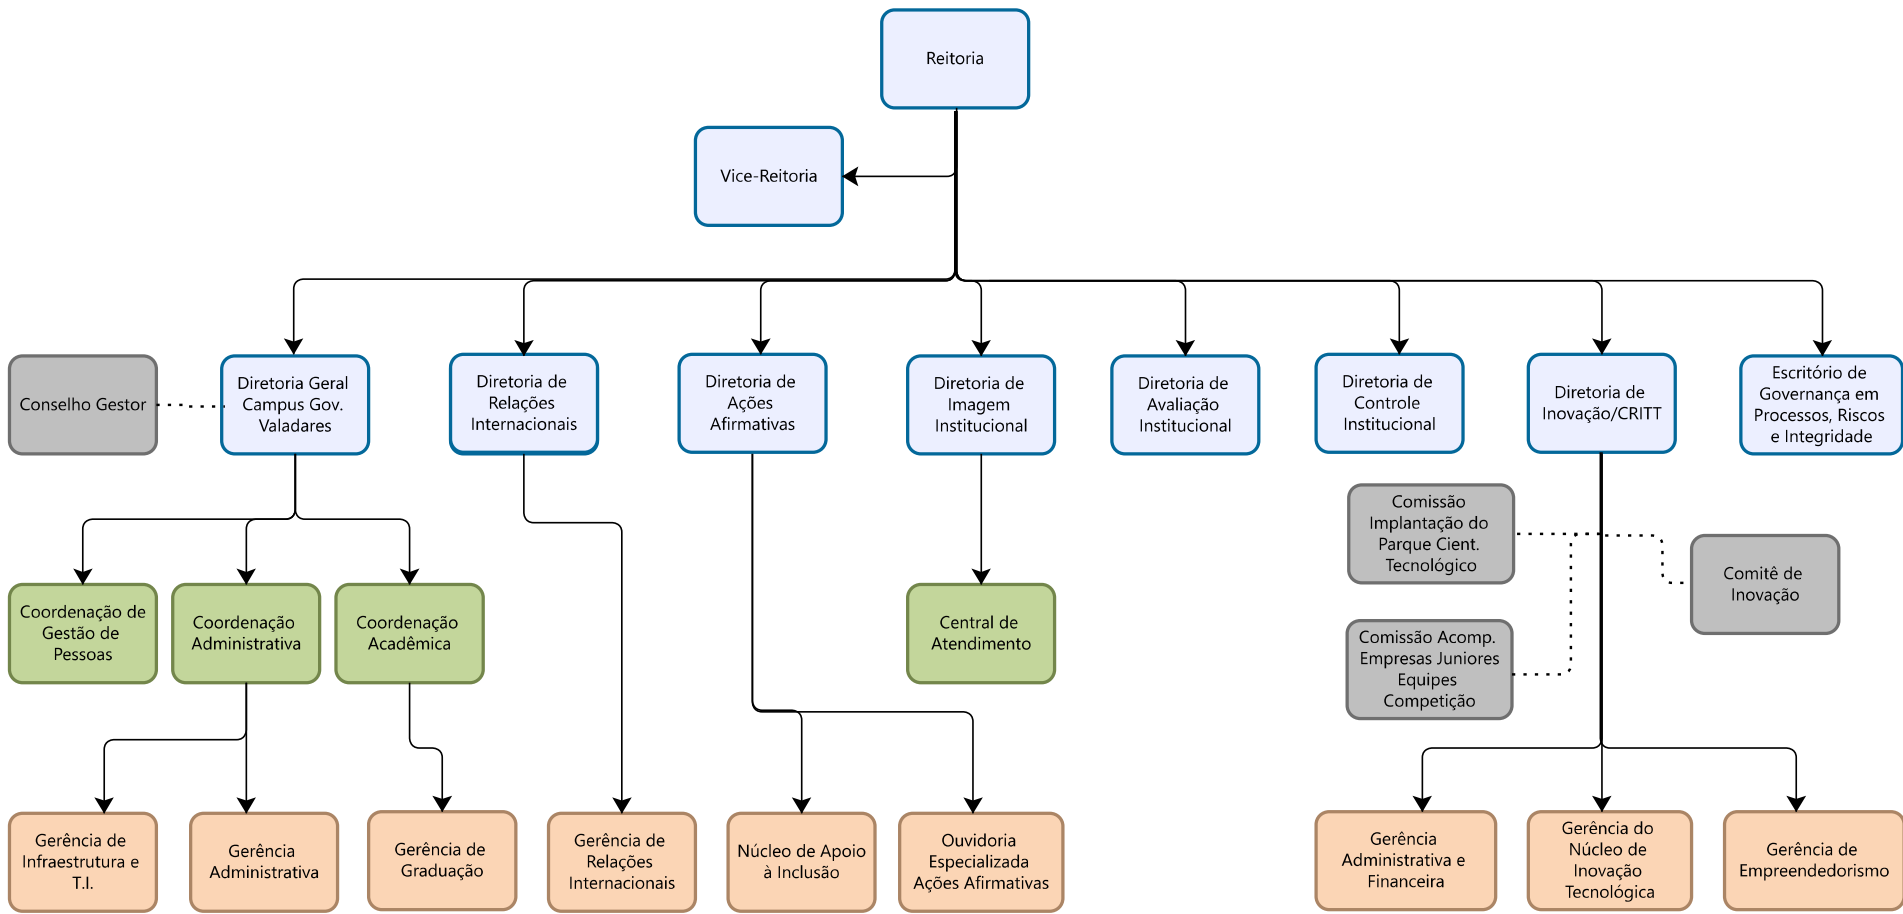 Reitoria
Vice-Reitoria
Conselho Gestor
Diretoria Geral
Campus Gov.
Valadares
Diretoria de
Relações
Internacionais
Diretoria de
Ações
Afirmativas
Diretoria de
Imagem
Institucional
Diretoria de
Avaliação
Institucional
Diretoria de
Controle
Institucional
Diretoria de
Inovação/CRITT
Escritório de
Governança em
Processos, Riscos
e Integridade
Comissão
Implantação do
Parque Cient.
Tecnológico
Comitê de
Inovação
Comissão Acomp.
Empresas Juniores
Equipes
Competição
Coordenação de
Gestão de
Pessoas
Coordenação
Administrativa
Coordenação
Acadêmica
Central de
Atendimento
Gerência de
Infraestrutura e
T.I.
Gerência
Administrativa
Gerência de
Graduação
Gerência de
Relações
Internacionais
Núcleo de Apoio
à Inclusão
Ouvidoria
Especializada
Ações Afirmativas
Gerência
Administrativa e
Financeira
Gerência do
Núcleo de
Inovação
Tecnológica
Gerência de
Empreendedorismo